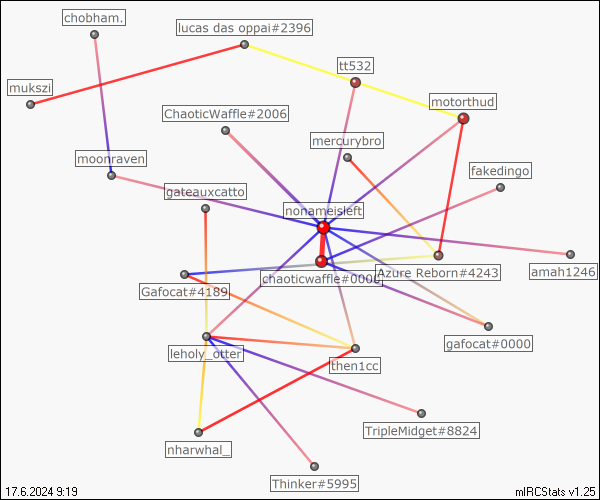 chobham.
lucas das oppai#2396
tt532
mukszi
motorthud
ChaoticWaffle#2006
mercurybro
moonraven
fakedingo
gateauxcatto
nonameisleft
chaoticwaffle#0000
Azure Reborn#4243
amah1246
Gafocat#4189
gafocat#0000
leholy_otter
then1cc
TripleMidget#8824
nharwhal_
Thinker#5995
17.6.2024 9:19
mIRCStats v1.25